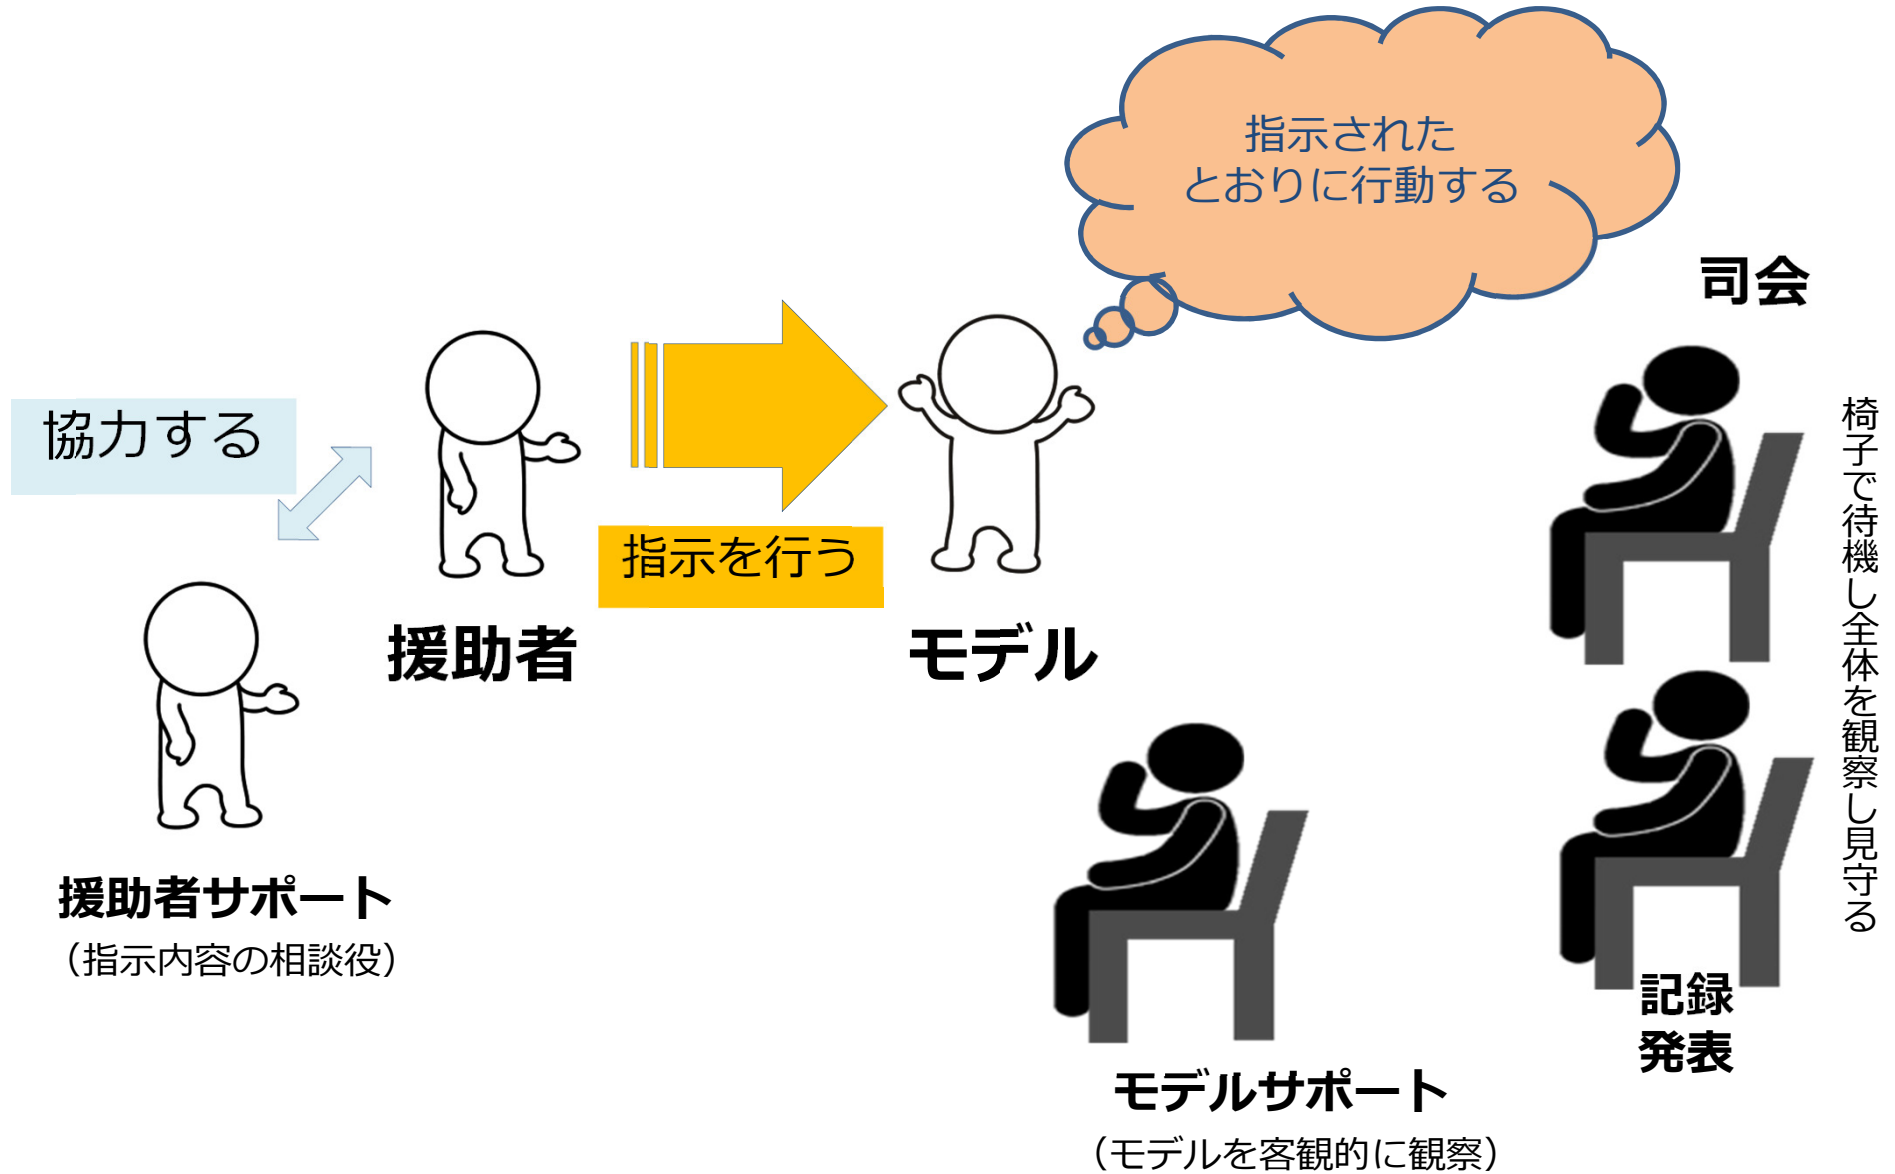 指示された
とおりに行動する
司会
協力する
指示を行う
援助者
モデル
椅子で待機し全体を観察し見守る
援助者サポート
（指示内容の相談役）
記録
発表
モデルサポート
（モデルを客観的に観察）